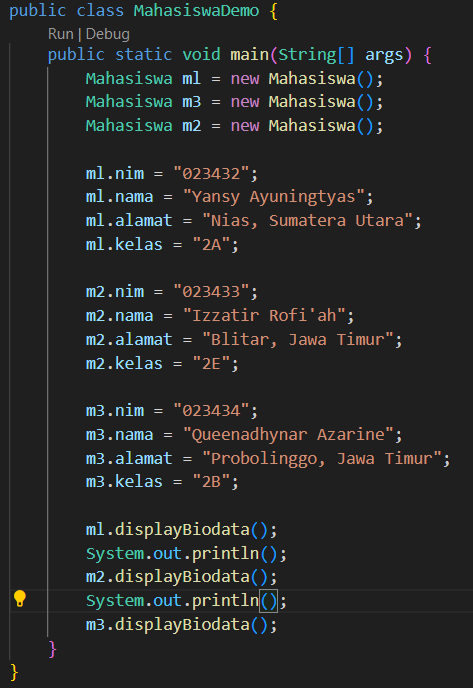 public class MahasiswaDemo {
Run | Debug
public static void main(String[] args) {
Mahasiswa ml = new Mahasiswa();
Mahasiswa m3 = new Mahasiswa();
Mahasiswa m2 = new Mahasiswa();
ml.nim = "023432";
ml.nama = "Yansy Ayuningtyas";
ml.alamat = "Nias, Sumatera Utara";
ml.kelas = "2A";
m2.nim = "023433";
m2.nama = "Izzatir Rofi'ah";
m2.alamat = "Blitar, Jawa Timur";
m2.kelas = "2E";
m3.nim = "023434";
m3.nama = "Queenadhynar Azarine";
m3.alamat = "Probolinggo, Jawa Timur";
m3.kelas = "2B";
ml.displayBiodata();
System.out.println();
m2.displayBiodata();
System.out.println();
m3.displayBiodata();
}
}